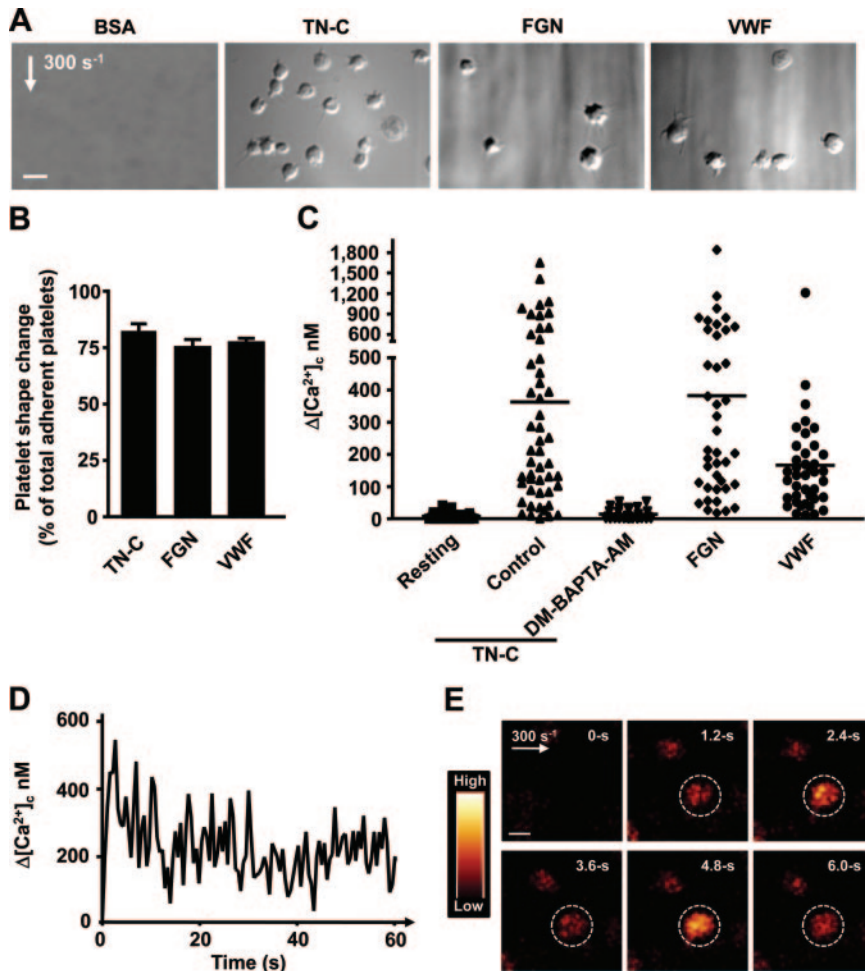 A
BSA
TN-C
FGN
VWF
300 s⁻¹
B
Platelet shape change
(% of total adherent platelets)
100
75
50
25
0
TN-C
FGN
VWF
C
Δ[Ca²⁺]c nM
1,800
1,500
1,200
900
600
500
400
300
200
100
0
Resting
Control
DM-BAPTA-AM
FGN
VWF
TN-C
D
Δ[Ca²⁺]c nM
600
400
200
0
0
20
40
60
Time (s)
E
High
Low
300 s⁻¹
0-s
1.2-s
2.4-s
3.6-s
4.8-s
6.0-s